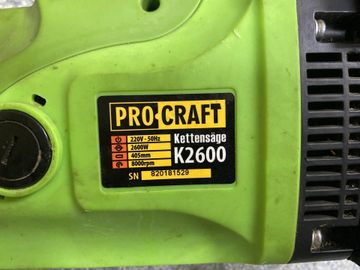 PRO CRAFT
220V - 50Hz
2600W
405mm
8000rpm
Kettensäge
K2600
SN 820181529